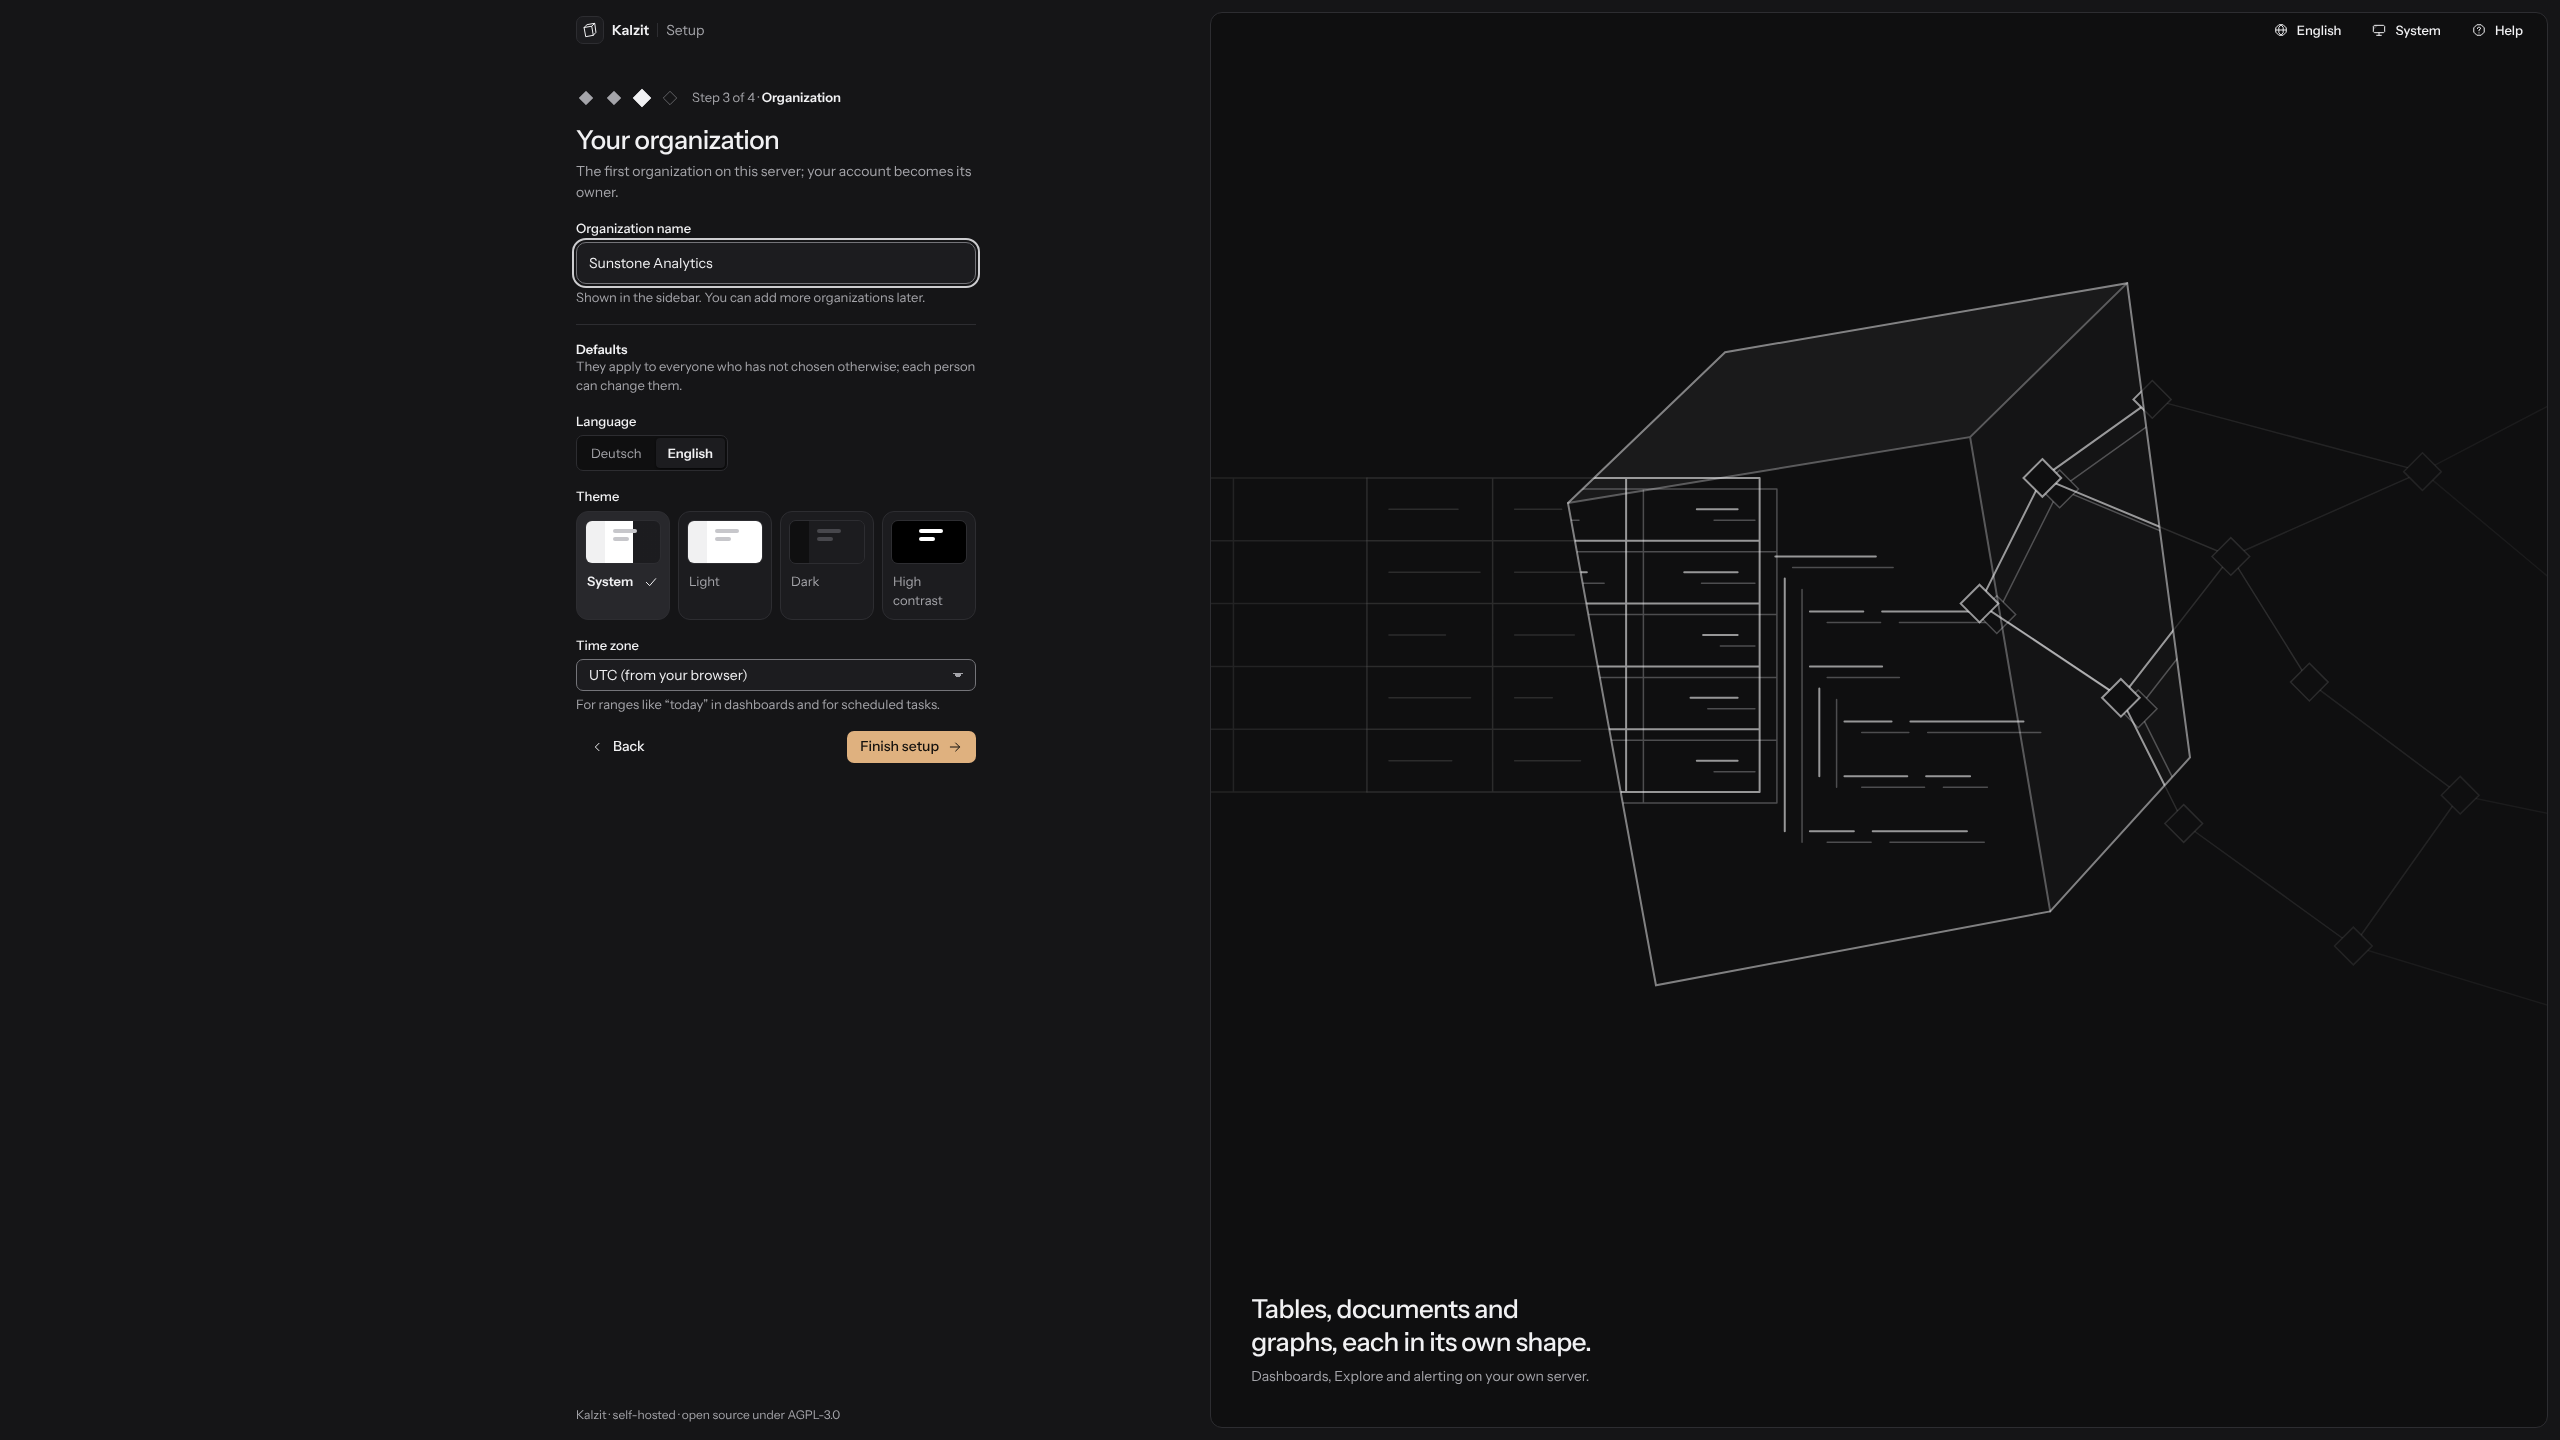 Kalzit
Setup
English
System
Help
Step 3 of 4 · Organization
Your organization
The first organization on this server; your account becomes its
owner.
Organization name
Sunstone Analytics
Shown in the sidebar. You can add more organizations later.
Defaults
They apply to everyone who has not chosen otherwise; each person
can change them.
Language
Deutsch
English
Theme
System
Light
Dark
High
contrast
Time zone
UTC (from your browser)
For ranges like “today” in dashboards and for scheduled tasks.
Back
Finish setup
Tables, documents and
graphs, each in its own shape.
Dashboards, Explore and alerting on your own server.
Kalzit · self-hosted · open source under AGPL-3.0